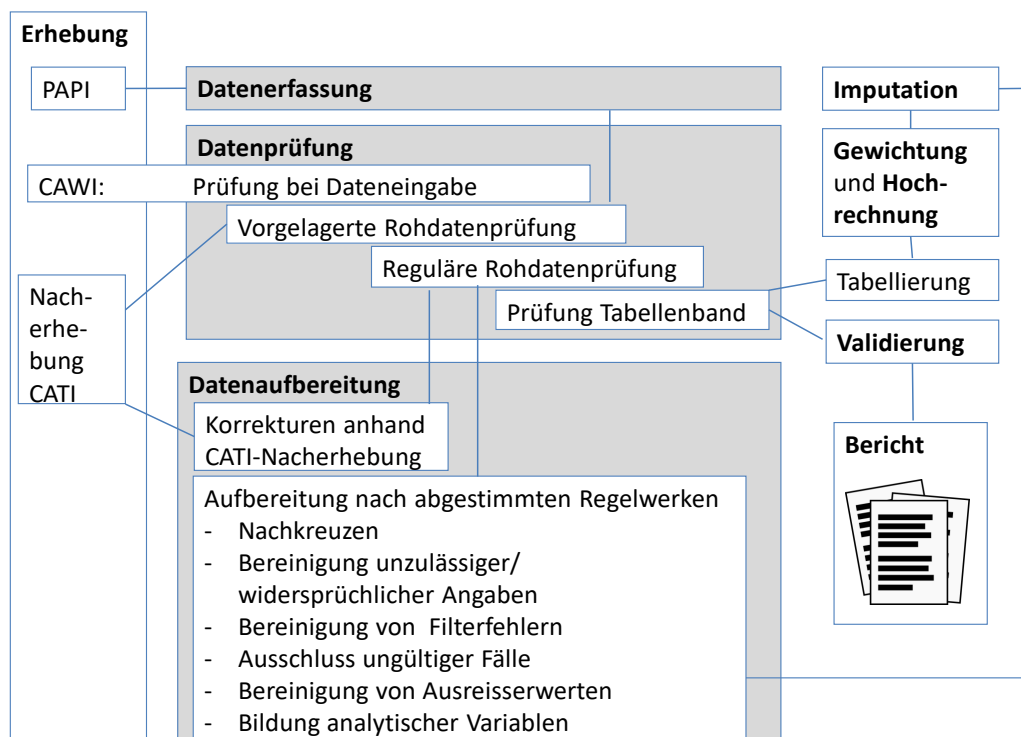 Erhebung
PAPI
Datenerfassung
Datenprüfung
CAWI: Prüfung bei Dateneingabe
Vorgelagerte Rohdatenprüfung
Reguläre Rohdatenprüfung
Prüfung Tabellenband
Nach-
erhe-
bung
CATI
Datenaufbereitung
Korrekturen anhand
CATI-Nacherhebung
Aufbereitung nach abgestimmten Regelwerken
- Nachkreuzen
- Bereinigung unzulässiger/
widersprüchlicher Angaben
- Bereinigung von Filterfehlern
- Ausschluss ungültiger Fälle
- Bereinigung von Ausreisserwerten
- Bildung analytischer Variablen
Imputation
Gewichtung
und Hoch-
rechnung
Tabellierung
Validierung
Bericht